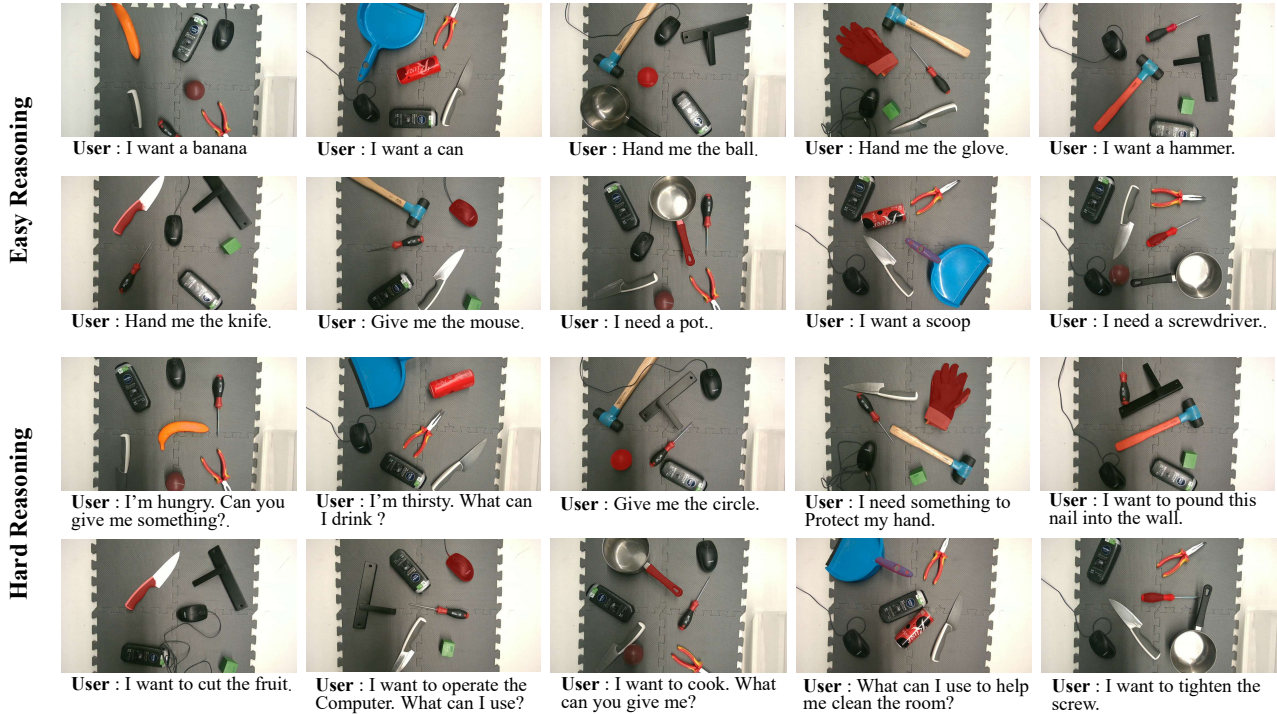 Easy Reasoning
User : I want a banana
User : I want a can
User : Hand me the ball.
User : Hand me the glove.
User : I want a hammer.
User : Hand me the knife.
User : Give me the mouse.
User : I need a pot..
User : I want a scoop
User : I need a screwdriver..
Hard Reasoning
User : I'm hungry. Can you
give me something?.
User : I'm thirsty. What can
I drink ?
User : Give me the circle.
User : I need something to
Protect my hand.
User : I want to pound this
nail into the wall.
User : I want to cut the fruit.
User : I want to operate the
Computer. What can I use?
User : I want to cook. What
can you give me?
User : What can I use to help
me clean the room?
User : I want to tighten the
screw.